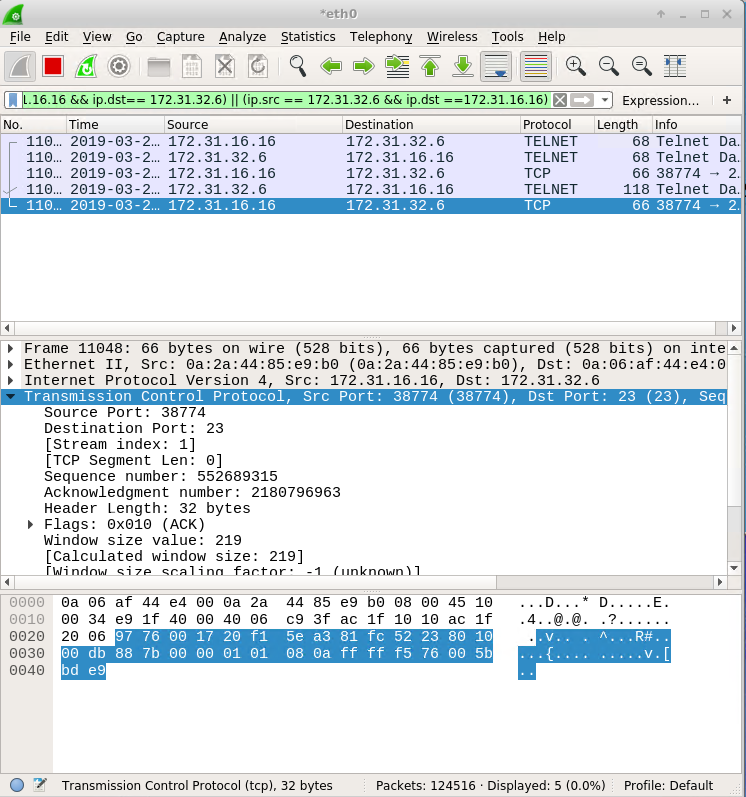 *eth0
File Edit View Go Capture Analyze Statistics Telephony Wireless Tools Help
1.16.16 && ip.dst== 172.31.32.6) || (ip.src == 172.31.32.6 && ip.dst ==172.31.16.16) Expression... +
No. Time Source Destination Protocol Length Info
110… 2019-03-2… 172.31.16.16 172.31.32.6 TELNET 68 Telnet Da…
110… 2019-03-2… 172.31.32.6 172.31.16.16 TELNET 68 Telnet Da…
110… 2019-03-2… 172.31.16.16 172.31.32.6 TCP 66 38774 → 2…
110… 2019-03-2… 172.31.32.6 172.31.16.16 TELNET 118 Telnet Da…
110… 2019-03-2… 172.31.16.16 172.31.32.6 TCP 66 38774 → 2…
Frame 11048: 66 bytes on wire (528 bits), 66 bytes captured (528 bits) on inte
Ethernet II, Src: 0a:2a:44:85:e9:b0 (0a:2a:44:85:e9:b0), Dst: 0a:06:af:44:e4:0
Internet Protocol Version 4, Src: 172.31.16.16, Dst: 172.31.32.6
Transmission Control Protocol, Src Port: 38774 (38774), Dst Port: 23 (23), Seq
Source Port: 38774
Destination Port: 23
[Stream index: 1]
[TCP Segment Len: 0]
Sequence number: 552689315
Acknowledgment number: 2180796963
Header Length: 32 bytes
Flags: 0x010 (ACK)
Window size value: 219
[Calculated window size: 219]
[Window size scaling factor: -1 (unknown)]
0000 0a 06 af 44 e4 00 0a 2a 44 85 e9 b0 08 00 45 10 ...D...* D.....E.
0010 00 34 e9 1f 40 00 40 06 c9 3f ac 1f 10 10 ac 1f .4..@.@. .?......
0020 20 06 97 76 00 17 20 f1 5e a3 81 fc 52 23 80 10 ..v.. . ^...R#..
0030 00 db 88 7b 00 00 01 01 08 0a ff ff f5 76 00 5b ...{.... .....v.[
0040 bd e9 ..
Transmission Control Protocol (tcp), 32 bytes Packets: 124516 · Displayed: 5 (0.0%) Profile: Default